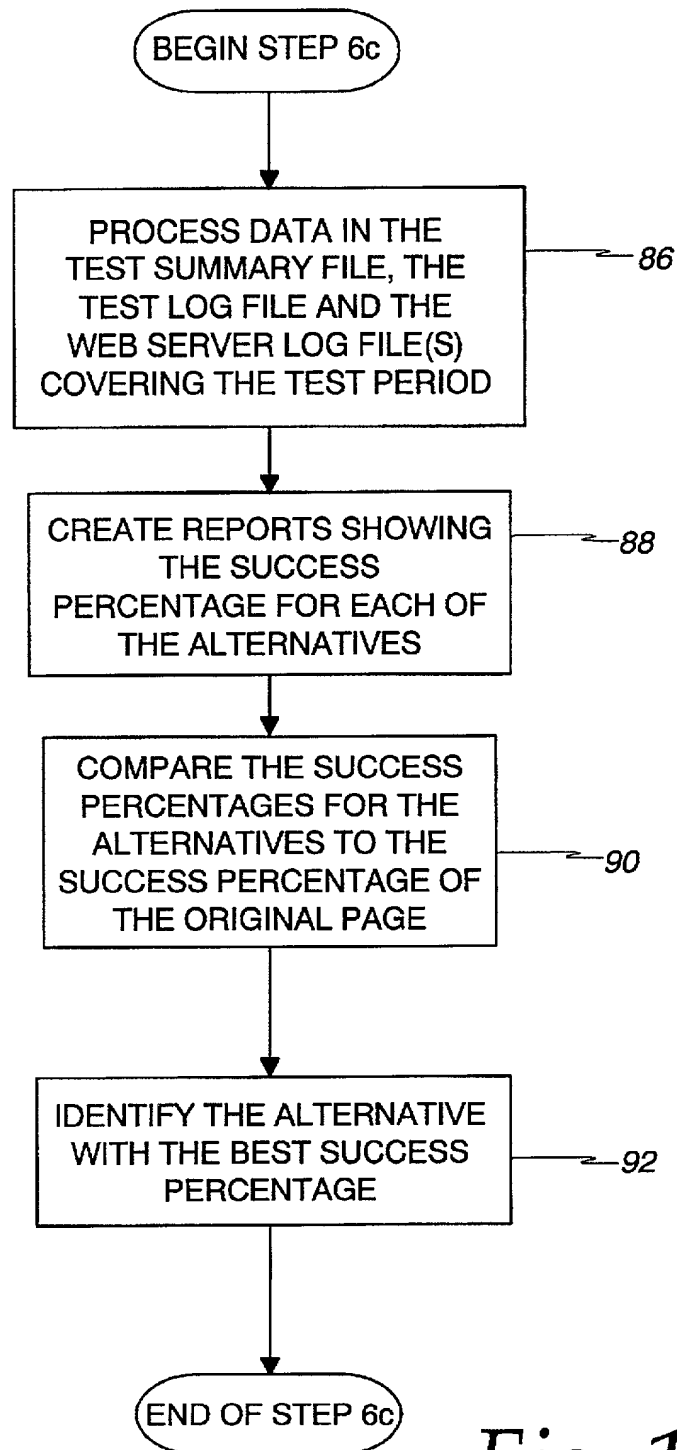 BEGIN STEP 6c
PROCESS DATA IN THE
TEST SUMMARY FILE, THE
TEST LOG FILE AND THE
WEB SERVER LOG FILE(S)
COVERING THE TEST PERIOD
86
CREATE REPORTS SHOWING
THE SUCCESS
PERCENTAGE FOR EACH OF
THE ALTERNATIVES
88
COMPARE THE SUCCESS
PERCENTAGES FOR THE
ALTERNATIVES TO THE
SUCCESS PERCENTAGE OF
THE ORIGINAL PAGE
90
IDENTIFY THE ALTERNATIVE
WITH THE BEST SUCCESS
PERCENTAGE
92
END OF STEP 6c